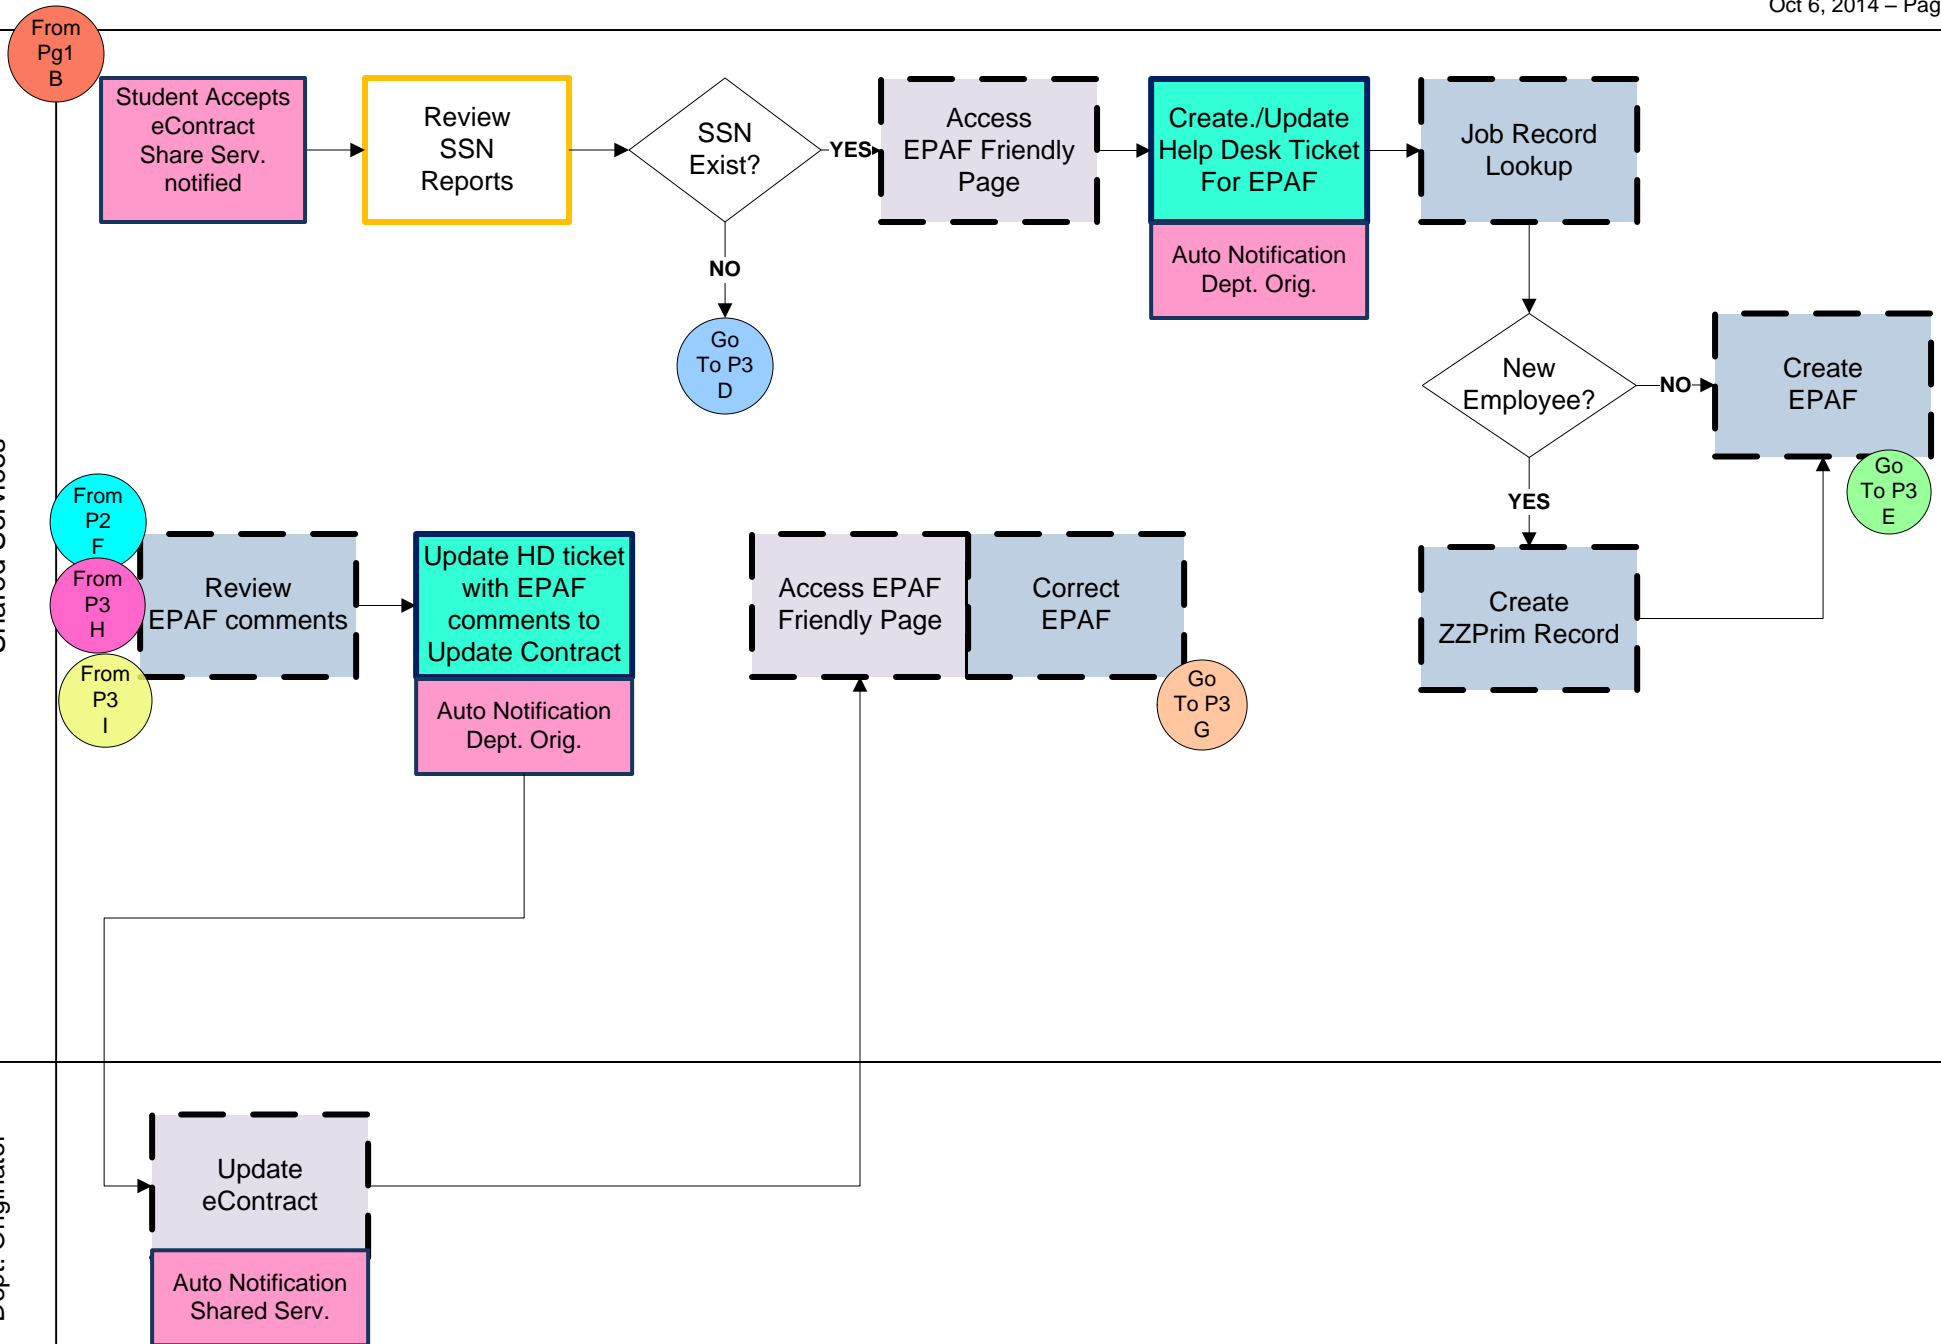 Oct 6, 2014 – Pag
From
Pg1
B
Student Accepts
eContract
Share Serv.
notified
Review
SSN
Reports
SSN
Exist?
YES
Access
EPAF Friendly
Page
Create./Update
Help Desk Ticket
For EPAF
Auto Notification
Dept. Orig.
Job Record
Lookup
NO
Go
To P3
D
New
Employee?
NO
Create
EPAF
Go
To P3
E
YES
Create
ZZPrim Record
Shared Services
From
P2
F
From
P3
H
From
P3
I
Review
EPAF comments
Update HD ticket
with EPAF
comments to
Update Contract
Auto Notification
Dept. Orig.
Access EPAF
Friendly Page
Correct
EPAF
Go
To P3
G
Dept. Originator
Update
eContract
Auto Notification
Shared Serv.